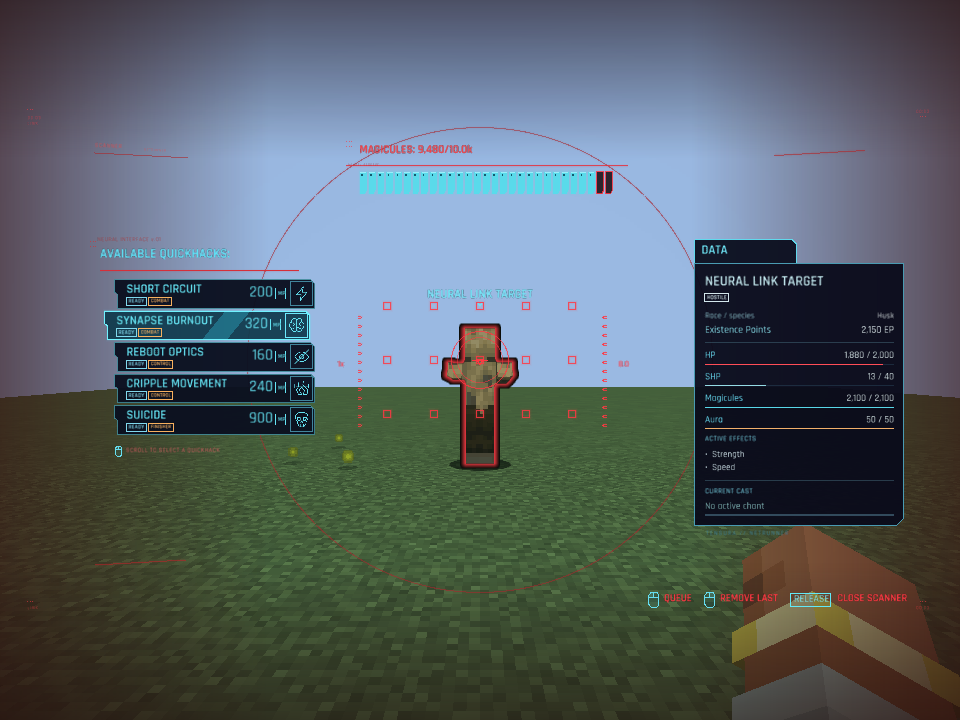 MAGICULES: 9.480/10.0k
AVAILABLE QUICKHACKS:
SHORT CIRCUIT 200
READY COMBAT
SYNAPSE BURNOUT 320
READY COMBAT
REBOOT OPTICS 160
READY CONTROL
CRIPPLE MOVEMENT 240
READY CONTROL
SUICIDE 900
READY FINISHER
SCROLL TO SELECT A QUICKHACK
NEURAL LINK TARGET
DATA
NEURAL LINK TARGET
HOSTILE
Race / species Husk
Existence Points 2,150 EP
HP 1,880 / 2,000
SHP 13 / 40
Magicules 2,100 / 2,100
Aura 50 / 50
ACTIVE EFFECTS
· Strength
· Speed
CURRENT CAST
No active chant
QUEUE REMOVE LAST RELEASE CLOSE SCANNER